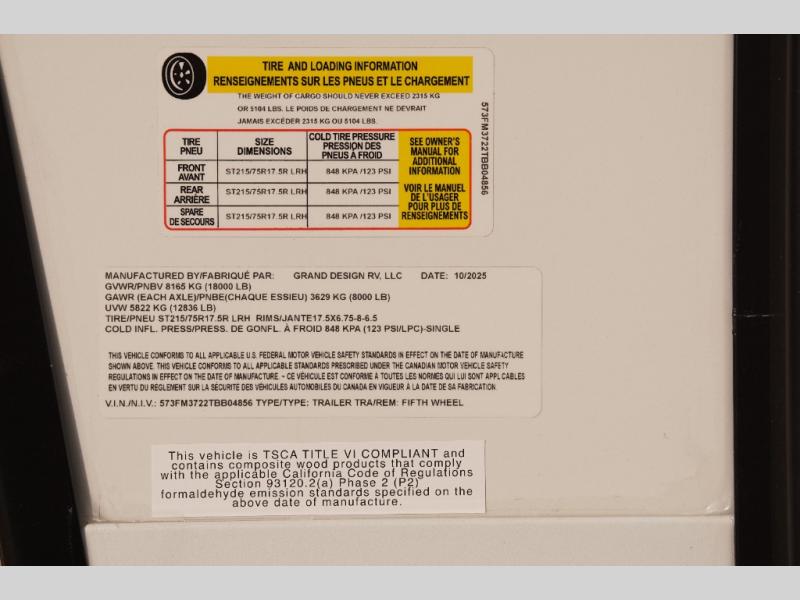 TIRE AND LOADING INFORMATION
RENSEIGNEMENTS SUR LES PNEUS ET LE CHARGEMENT
THE WEIGHT OF CARGO SHOULD NEVER EXCEED 2315 KG
OR 5104 LBS. LE POIDS DE CHARGEMENT NE DEVRAIT
JAMAIS EXCÉDER 2315 KG OU 5104 LBS.
TIRE PNEU
SIZE DIMENSIONS
COLD TIRE PRESSURE
PRESSION DES
PNEUS À FROID
SEE OWNER'S
MANUAL FOR
ADDITIONAL
INFORMATION
FRONT AVANT
ST215/75R17.5R LRH
848 KPA /123 PSI
REAR ARRIÈRE
ST215/75R17.5R LRH
848 KPA /123 PSI
VOIR LE MANUEL
DE L'USAGER
POUR PLUS DE
RENSEIGNEMENTS
SPARE DE SECOURS
ST215/75R17.5R LRH
848 KPA /123 PSI
573FM3722TBB04856
MANUFACTURED BY/FABRIQUÉ PAR: GRAND DESIGN RV, LLC DATE: 10/2025
GVWR/PNBV 8165 KG (18000 LB)
GAWR (EACH AXLE)/PNBE(CHAQUE ESSIEU) 3629 KG (8000 LB)
UVW 5822 KG (12836 LB)
TIRE/PNEU ST215/75R17.5R LRH RIMS/JANTE17.5X6.75-8-6.5
COLD INFL. PRESS/PRESS. DE GONFL. À FROID 848 KPA (123 PSI/LPC)-SINGLE
THIS VEHICLE CONFORMS TO ALL APPLICABLE U.S. FEDERAL MOTOR VEHICLE SAFETY STANDARDS IN EFFECT ON THE DATE OF MANUFACTURE
SHOWN ABOVE. THIS VEHICLE CONFORMS TO ALL APPLICABLE STANDARDS PRESCRIBED UNDER THE CANADIAN MOTOR VEHICLE SAFETY
REGULATIONS IN EFFECT ON THE DATE OF MANUFACTURE. - CE VÉHICULE EST CONFORME À TOUTES LES NORMES QUI LUI SONT APPLICABLES
EN VERTU DU REGLEMENT SUR LA SÉCURITÉ DES VÉHICULES AUTOMOBILES DU CANADA EN VIGUEUR À LA DATE DE SA FABRICATION.
V.I.N./N.I.V.: 573FM3722TBB04856 TYPE/TYPE: TRAILER TRA/REM: FIFTH WHEEL
This vehicle is TSCA TITLE VI COMPLIANT and
contains composite wood products that comply
with the applicable California Code of Regulations
Section 93120.2(a) Phase 2 (P2)
formaldehyde emission standards specified on the
above date of manufacture.